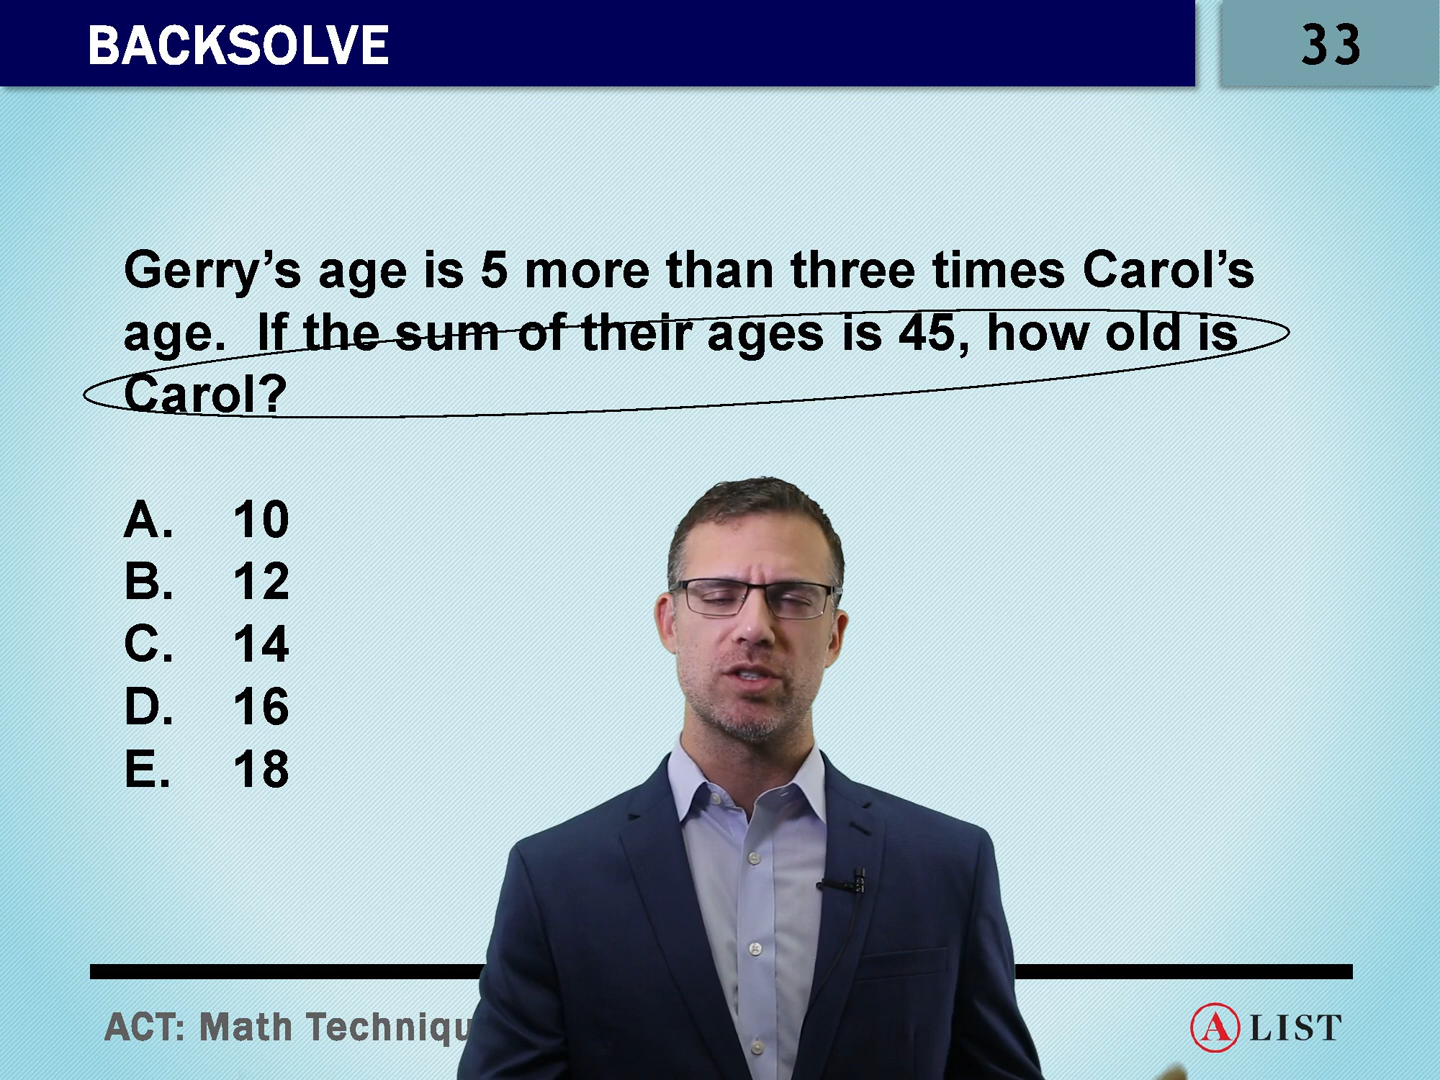 BACKSOLVE
33
Gerry’s age is 5 more than three times Carol’s
age.  If the sum of their ages is 45, how old is
Carol?
A. 10
B. 12
C. 14
D. 16
E. 18
ACT: Math
A LIST